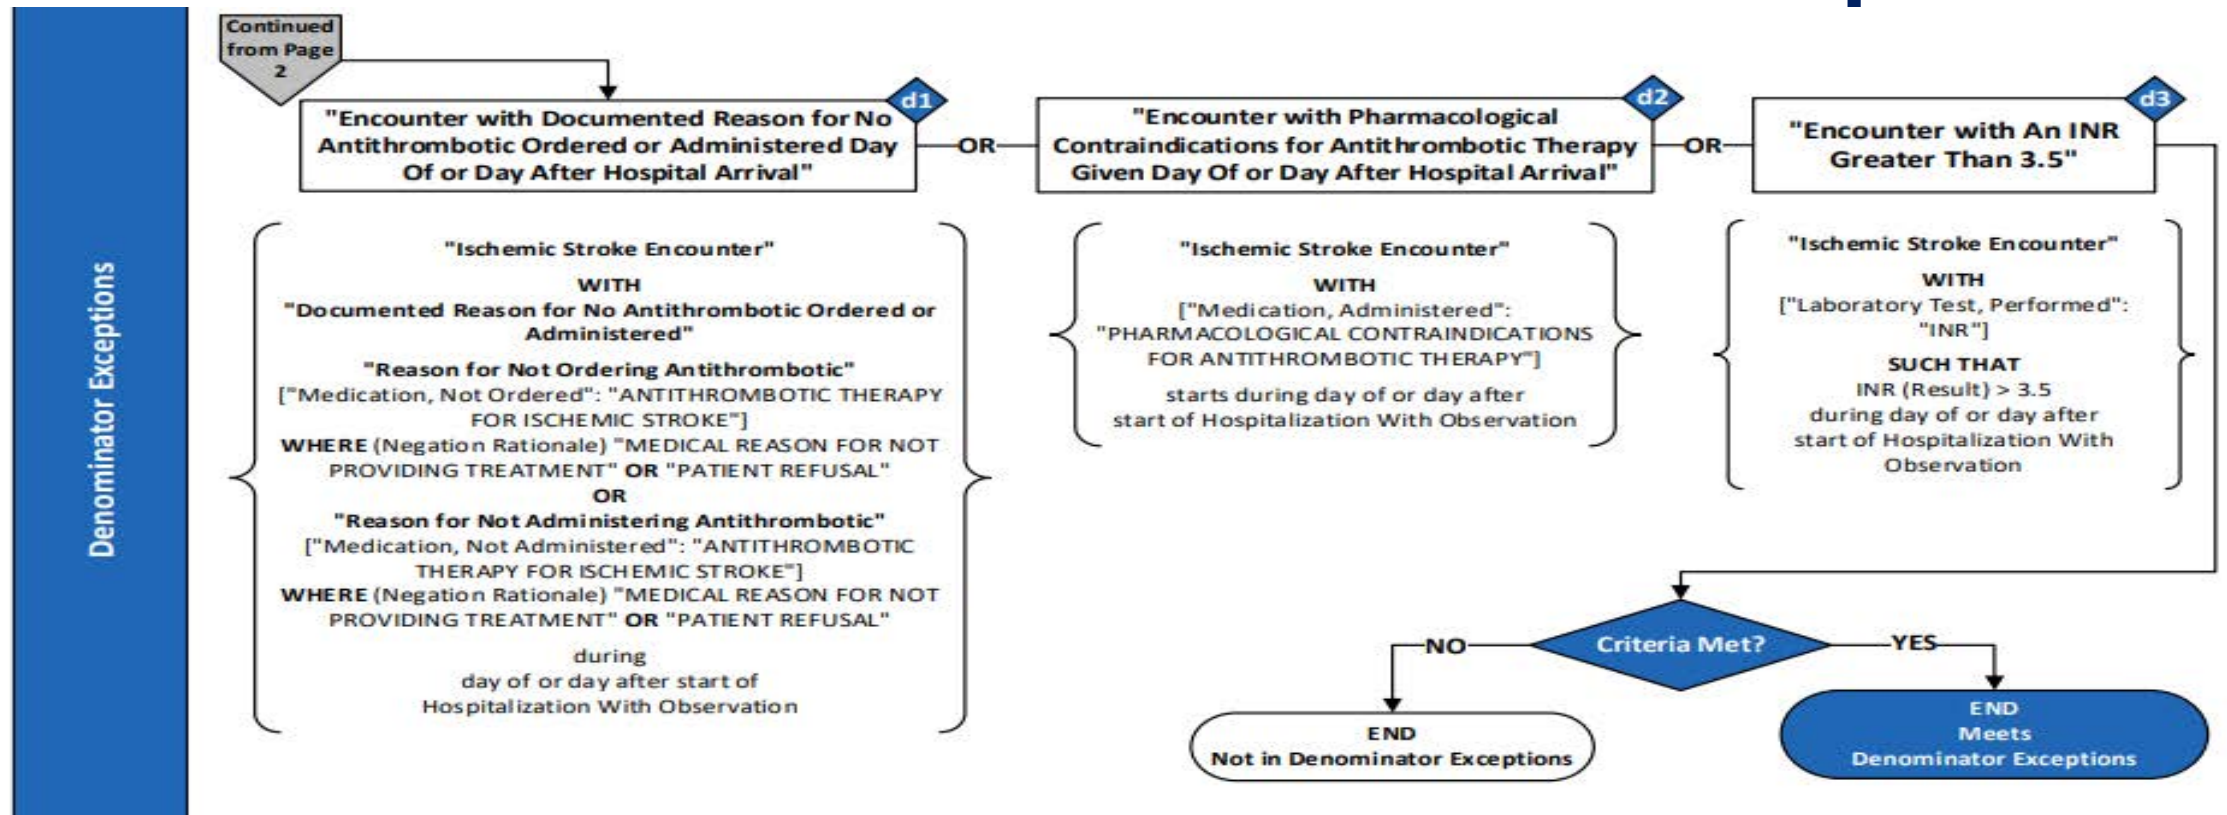 Denominator Exceptions
Continued
from Page
2
d1
"Encounter with Documented Reason for No
Antithrombotic Ordered or Administered Day
Of or Day After Hospital Arrival"
OR
d2
"Encounter with Pharmacological
Contraindications for Antithrombotic Therapy
Given Day Of or Day After Hospital Arrival"
OR
d3
"Encounter with An INR
Greater Than 3.5"
"Ischemic Stroke Encounter"
WITH
"Documented Reason for No Antithrombotic Ordered or
Administered"
"Reason for Not Ordering Antithrombotic"
["Medication, Not Ordered": "ANTITHROMBOTIC THERAPY
FOR ISCHEMIC STROKE"]
WHERE (Negation Rationale) "MEDICAL REASON FOR NOT
PROVIDING TREATMENT" OR "PATIENT REFUSAL"
OR
"Reason for Not Administering Antithrombotic"
["Medication, Not Administered": "ANTITHROMBOTIC
THERAPY FOR ISCHEMIC STROKE"]
WHERE (Negation Rationale) "MEDICAL REASON FOR NOT
PROVIDING TREATMENT" OR "PATIENT REFUSAL"
during
day of or day after start of
Hospitalization With Observation
"Ischemic Stroke Encounter"
WITH
["Medication, Administered":
"PHARMACOLOGICAL CONTRAINDICATIONS
FOR ANTITHROMBOTIC THERAPY"]
starts during day of or day after
start of Hospitalization With Observation
"Ischemic Stroke Encounter"
WITH
["Laboratory Test, Performed":
"INR"]
SUCH THAT
INR (Result) > 3.5
during day of or day after
start of Hospitalization With
Observation
Criteria Met?
NO
YES
END
Not in Denominator Exceptions
END
Meets
Denominator Exceptions